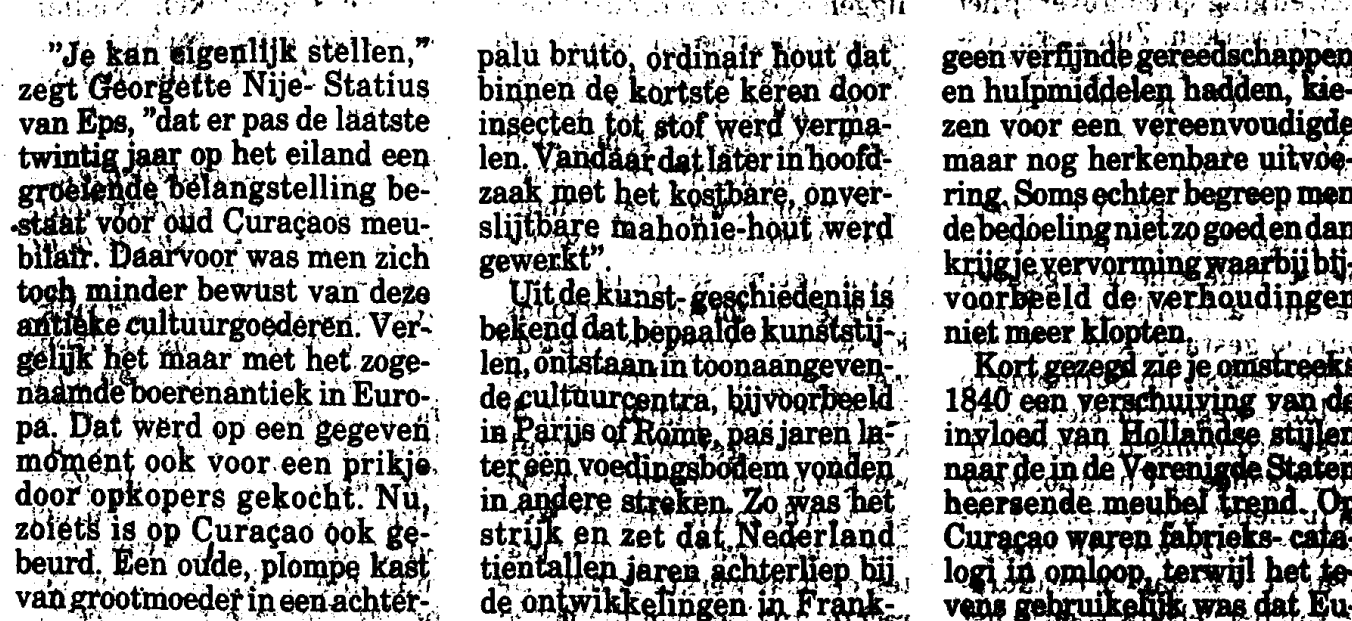 "Je kan eigenlijk stellen,"
zegt Georgette Nije- Statius
van Eps, "dat er pas de laatste
twintig jaar op het eiland een
groeiende belangstelling be-
staat voor oud Curaçaos meu-
bilair. Daarvoor was men zich
toch minder bewust van deze
antieke cultuurgoederen. Ver-
gelijk het maar met het zoge-
naamde boerenantiek in Euro-
pa. Dat werd op een gegeven
moment ook voor een prikje
door opkopers gekocht. Nu,
zoiets is op Curaçao ook ge-
beurd. Een oude, plompe kast
van grootmoeder in een achter-
palu bruto, ordinair hout dat
binnen de kortste keren door
insecten tot stof werd verma-
len. Vandaar dat later in hoofd-
zaak met het kostbare, onver-
slijtbare mahonie-hout werd
gewerkt".
Uit de kunst- geschiedenis is
bekend dat bepaalde kunststij-
len, ontstaan in toonaangeven-
de cultuurcentra, bijvoorbeeld
in Parijs of Rome, pas jaren la-
ter een voedingsbodem vonden
in andere streken. Zo was het
strijk en zet dat Nederland
tientallen jaren achterliep bij
de ontwikkelingen in Frank-
geen verfijnde gereedschappen
en hulpmiddelen hadden, kie-
zen voor een vereenvoudigde
maar nog herkenbare uitvoe-
ring. Soms echter begreep men
de bedoeling niet zo goed en dan
krijg je vervorming waarbij bij-
voorbeeld de verhoudingen
niet meer klopten.
Kort gezegd zie je omstreeks
1840 een verschuiving van de
invloed van Hollandse stijlen
naar de in de Verenigde Staten
heersende meubel trend. Op
Curaçao waren fabrieks- cata-
logi in omloop, terwijl het te-
vens gebruikelijk was dat Eu-